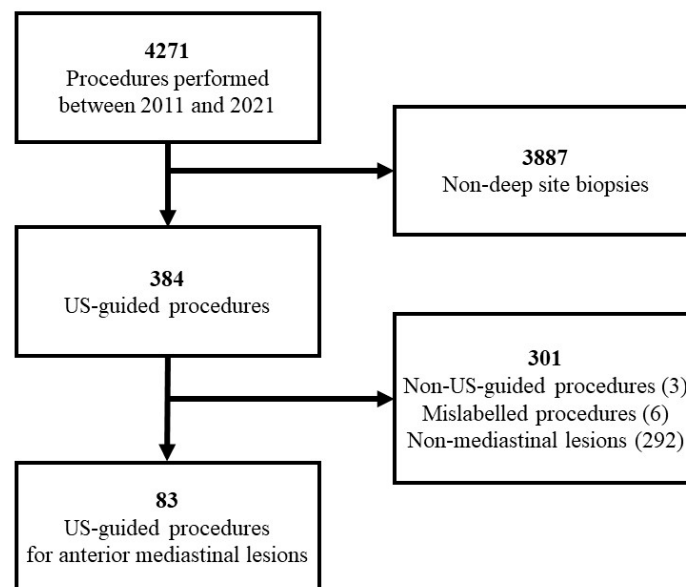 4271
Procedures performed
between 2011 and 2021
3887
Non-deep site biopsies
384
US-guided procedures
301
Non-US-guided procedures (3)
Mislabelled procedures (6)
Non-mediastinal lesions (292)
83
US-guided procedures
for anterior mediastinal lesions